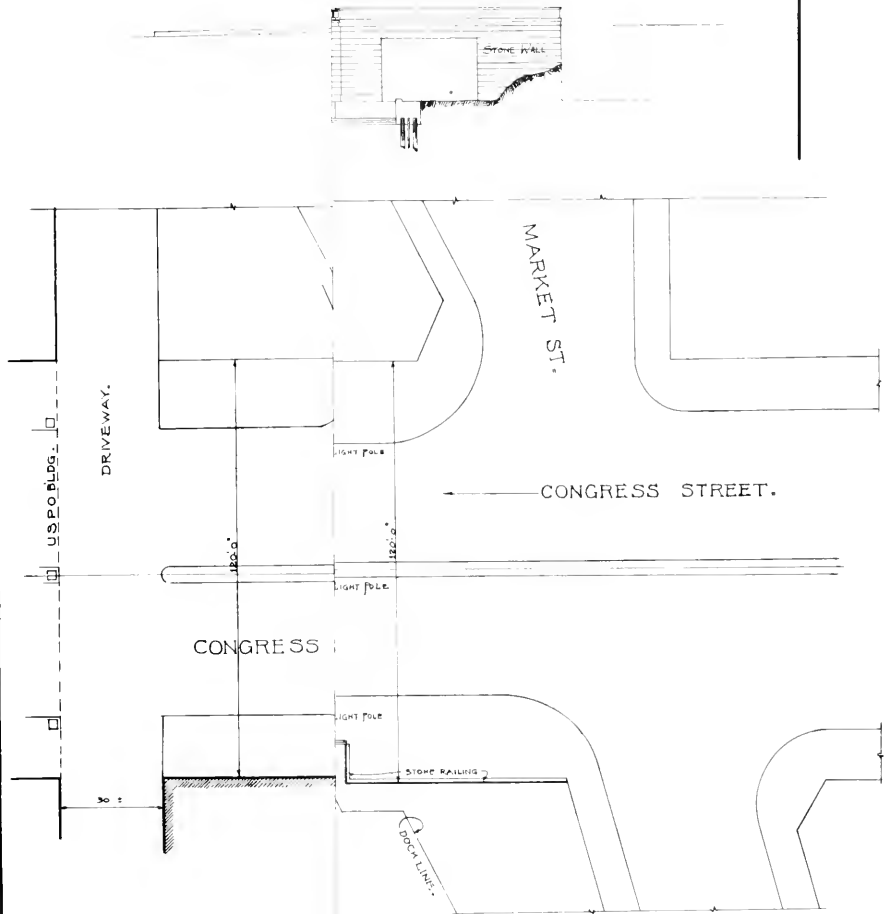 STONE WALL
MARKET ST.
DRIVEWAY.
U.S.P.O BLDG.
LIGHT POLE
CONGRESS STREET.
120'-0"
120'-0"
LIGHT POLE
CONGRESS
LIGHT POLE
STONE RAILING
30 ±
DOCK LINE.